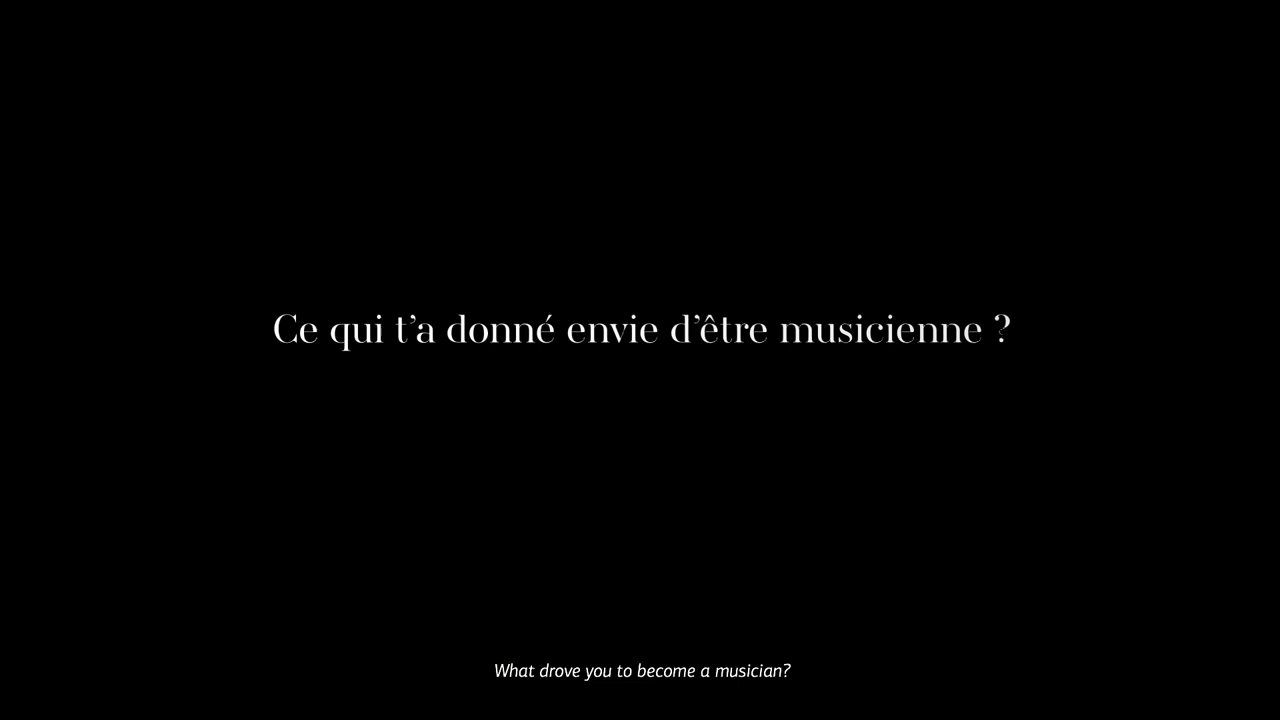 Ce qui t’a donné envie d’être musicienne ?
What drove you to become a musician?